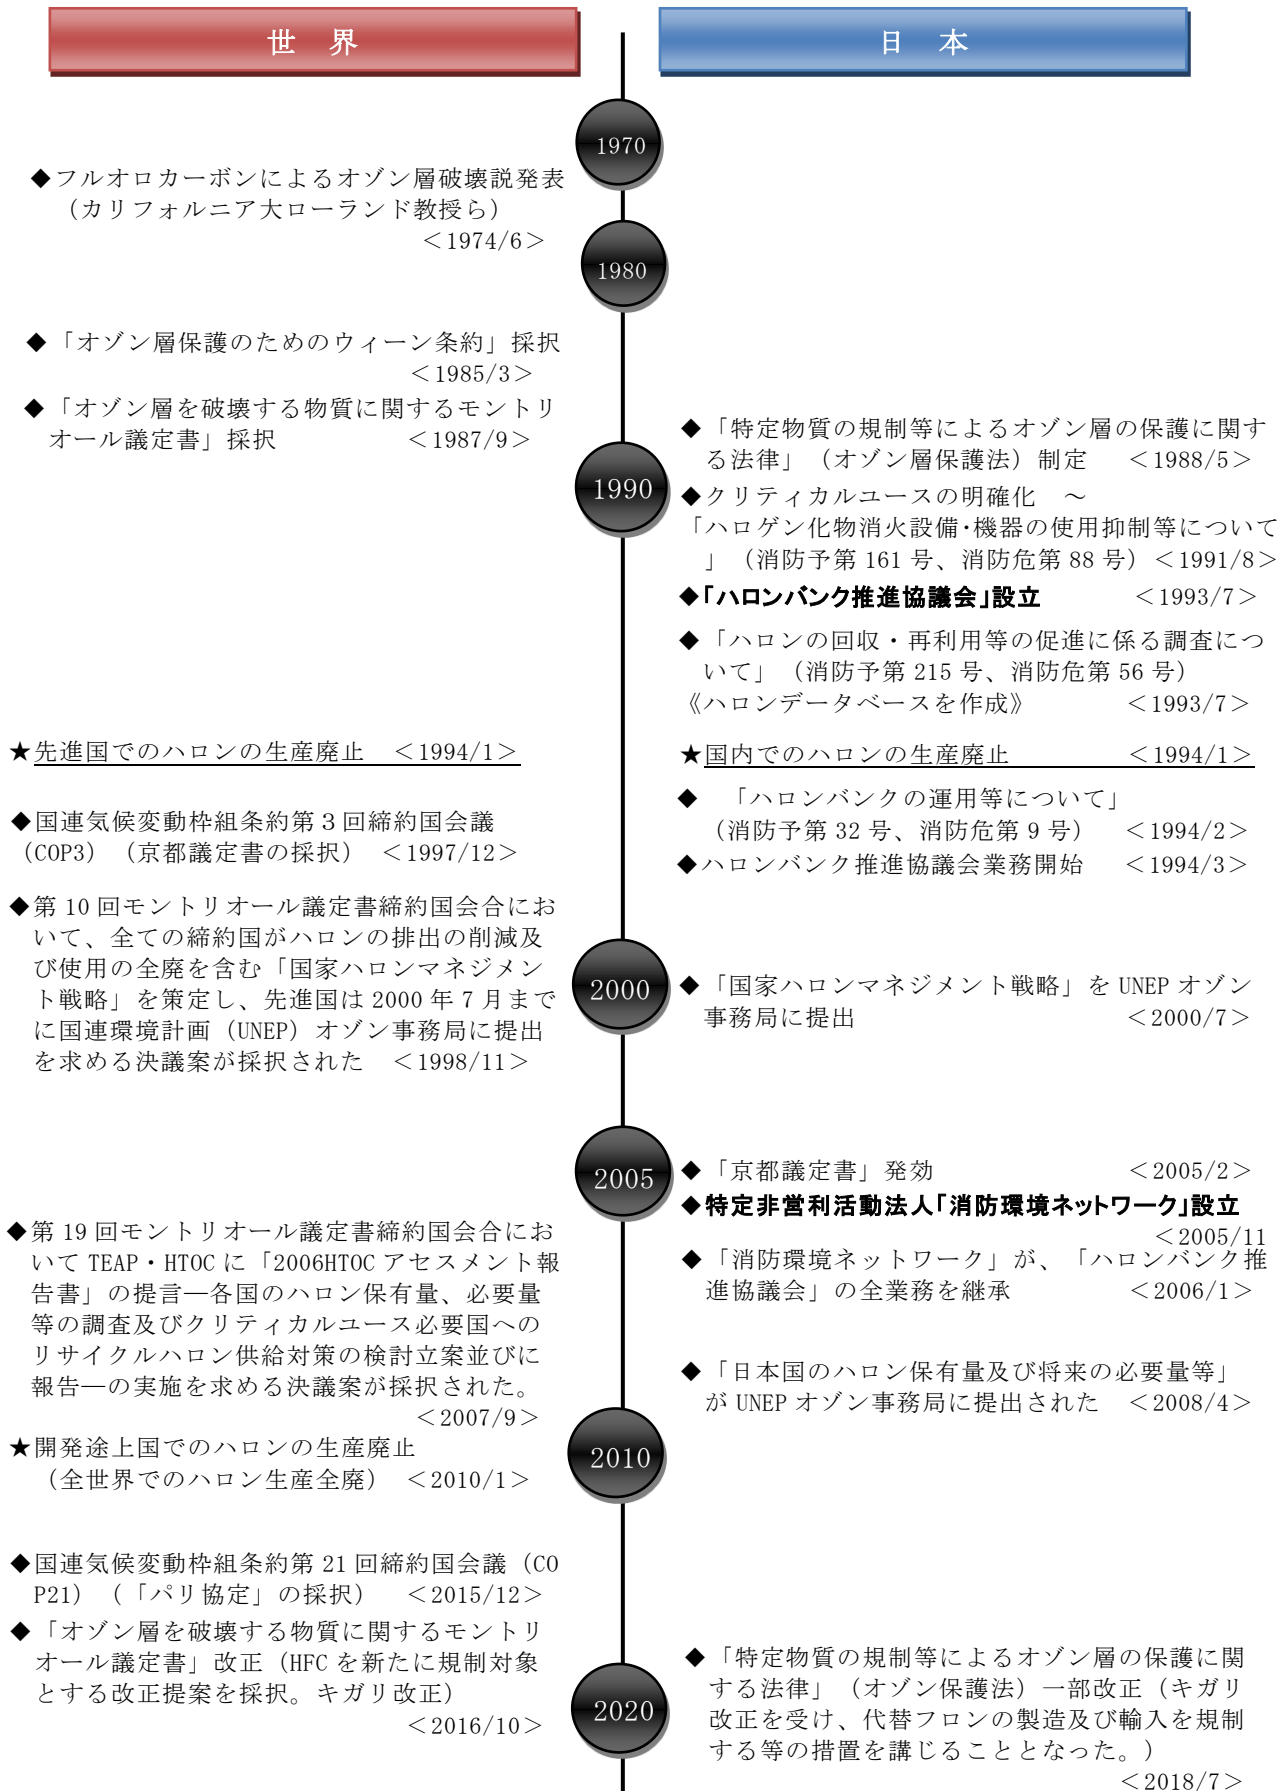 世 界
日 本
1970
◆フルオロカーボンによるオゾン層破壊説発表
（カリフォルニア大ローランド教授ら）
＜1974/6＞
1980
◆「オゾン層保護のためのウィーン条約」採択
＜1985/3＞
◆「オゾン層を破壊する物質に関するモントリ
オール議定書」採択 ＜1987/9＞
◆「特定物質の規制等によるオゾン層の保護に関す
る法律」（オゾン層保護法）制定 ＜1988/5＞
1990
◆クリティカルユースの明確化 ～
「ハロゲン化物消火設備・機器の使用抑制等について
」（消防予第 161 号、消防危第 88 号）＜1991/8＞
◆「ハロンバンク推進協議会」設立 ＜1993/7＞
◆「ハロンの回収・再利用等の促進に係る調査につ
いて」（消防予第 215 号、消防危第 56 号）
《ハロンデータベースを作成》 ＜1993/7＞
★先進国でのハロンの生産廃止 ＜1994/1＞
★国内でのハロンの生産廃止 ＜1994/1＞
◆ 「ハロンバンクの運用等について」
（消防予第 32 号、消防危第 9 号） ＜1994/2＞
◆ハロンバンク推進協議会業務開始 ＜1994/3＞
◆国連気候変動枠組条約第３回締約国会議
（COP3）（京都議定書の採択） ＜1997/12＞
◆第 10 回モントリオール議定書締約国会合にお
いて、全ての締約国がハロンの排出の削減及
び使用の全廃を含む「国家ハロンマネジメン
ト戦略」を策定し、先進国は 2000 年 7 月まで
に国連環境計画（UNEP）オゾン事務局に提出
を求める決議案が採択された ＜1998/11＞
2000
◆「国家ハロンマネジメント戦略」を UNEP オゾン
事務局に提出 ＜2000/7＞
2005
◆「京都議定書」発効 ＜2005/2＞
◆特定非営利活動法人「消防環境ネットワーク」設立
＜2005/11
◆「消防環境ネットワーク」が、「ハロンバンク推
進協議会」の全業務を継承 ＜2006/1＞
◆第 19 回モントリオール議定書締約国会合にお
いて TEAP・HTOC に「2006HTOC アセスメント報
告書」の提言―各国のハロン保有量、必要量
等の調査及びクリティカルユース必要国への
リサイクルハロン供給対策の検討立案並びに
報告―の実施を求める決議案が採択された。
＜2007/9＞
◆「日本国のハロン保有量及び将来の必要量等」
が UNEP オゾン事務局に提出された ＜2008/4＞
2010
★開発途上国でのハロンの生産廃止
（全世界でのハロン生産全廃） ＜2010/1＞
◆国連気候変動枠組条約第 21 回締約国会議（CO
P21）（「パリ協定」の採択） ＜2015/12＞
◆「オゾン層を破壊する物質に関するモントリ
オール議定書」改正（HFC を新たに規制対象
とする改正提案を採択。キガリ改正）
＜2016/10＞
2020
◆「特定物質の規制等によるオゾン層の保護に関
する法律」（オゾン保護法）一部改正（キガリ
改正を受け、代替フロンの製造及び輸入を規制
する等の措置を講じることとなった。）
＜2018/7＞